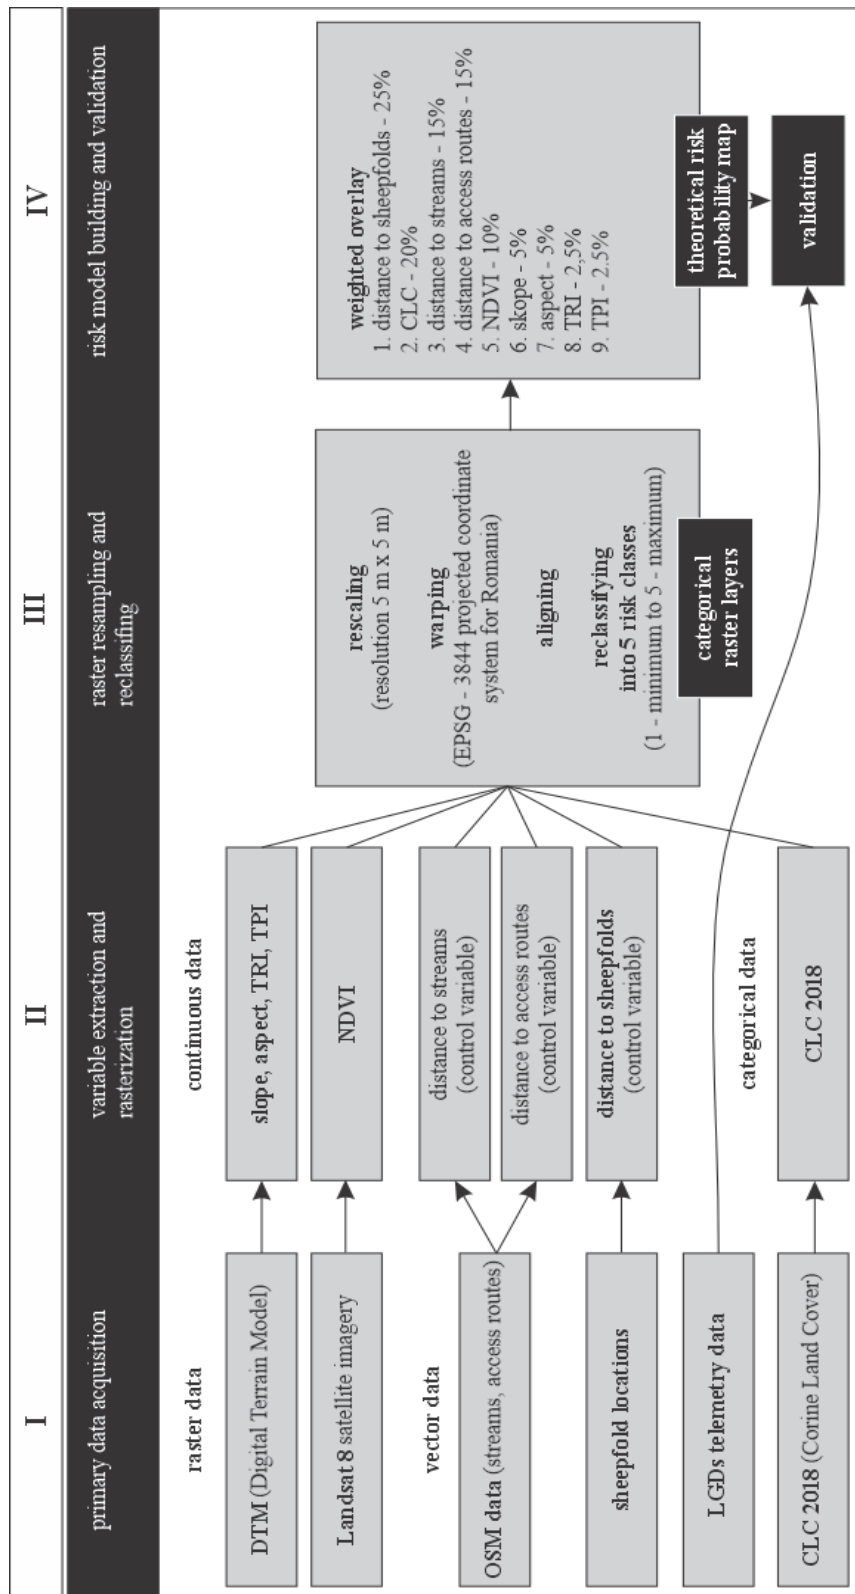 I
primary data acquisition
raster data
DTM (Digital Terrain Model)
Landsat 8 satellite imagery
vector data
OSM data (streams, access routes)
sheepfold locations
LGDs telemetry data
CLC 2018 (Corine Land Cover)
II
variable extraction and
rasterization
continuous data
slope, aspect, TRI, TPI
NDVI
distance to streams
(control variable)
distance to access routes
(control variable)
distance to sheepfolds
(control variable)
categorical data
CLC 2018
III
raster resampling and
reclassifing
rescaling
(resolution 5 m x 5 m)
warping
(EPSG - 3844 projected coordinate
system for Romania)
aligning
reclassifying
into 5 risk classes
(1 - minimum to 5 - maximum)
categorical
raster layers
IV
risk model building and validation
weighted overlay
1. distance to sheepfolds - 25%
2. CLC - 20%
3. distance to streams - 15%
4. distance to access routes - 15%
5. NDVI - 10%
6. skope - 5%
7. aspect - 5%
8. TRI - 2,5%
9. TPI - 2.5%
theoretical risk
probability map
validation